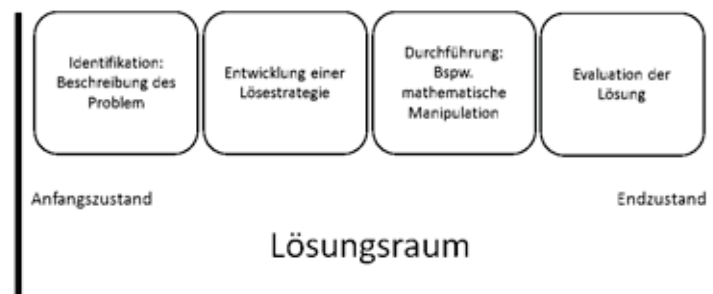 Identifikation:
Beschreibung des
Problem
Entwicklung einer
Lösestrategie
Durchführung:
Bspw.
mathematische
Manipulation
Evaluation der
Lösung
Anfangszustand
Endzustand
Lösungsraum